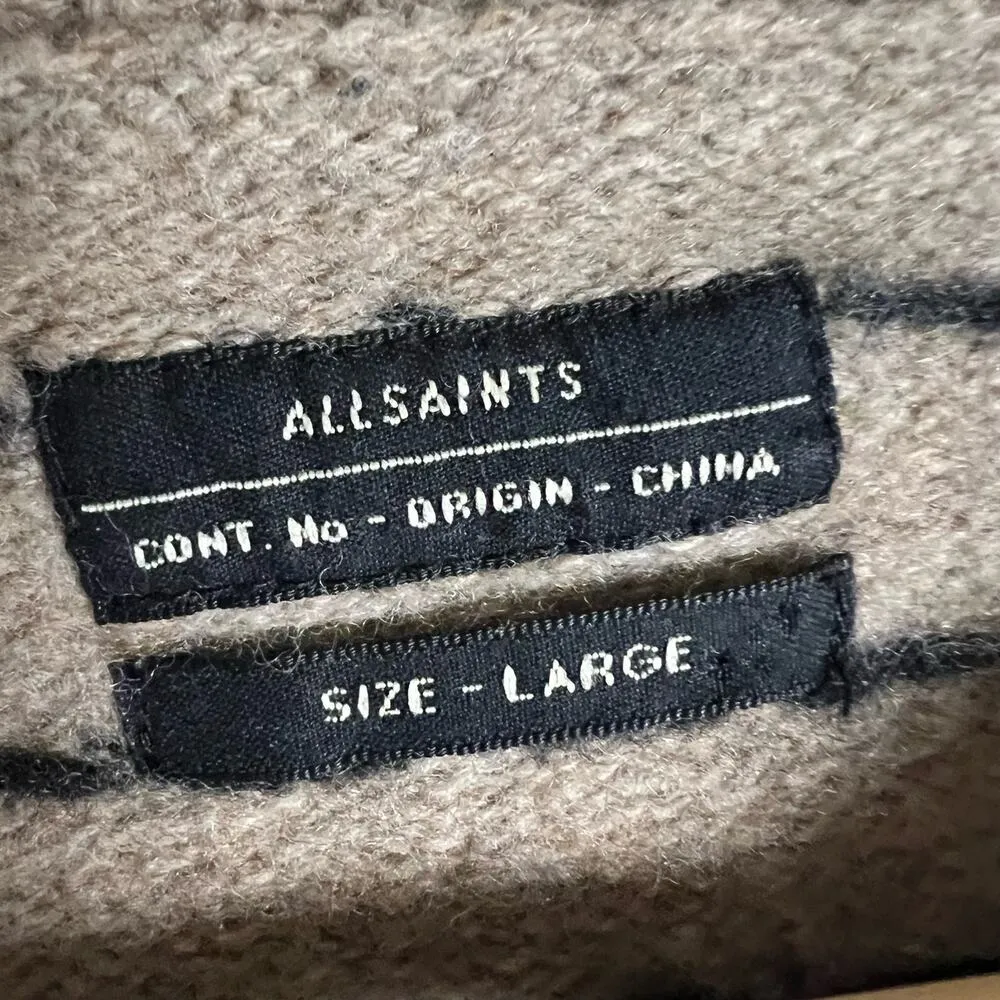 ALLSAINTS
CONT. No - ORIGIN - CHINA
SIZE - LARGE